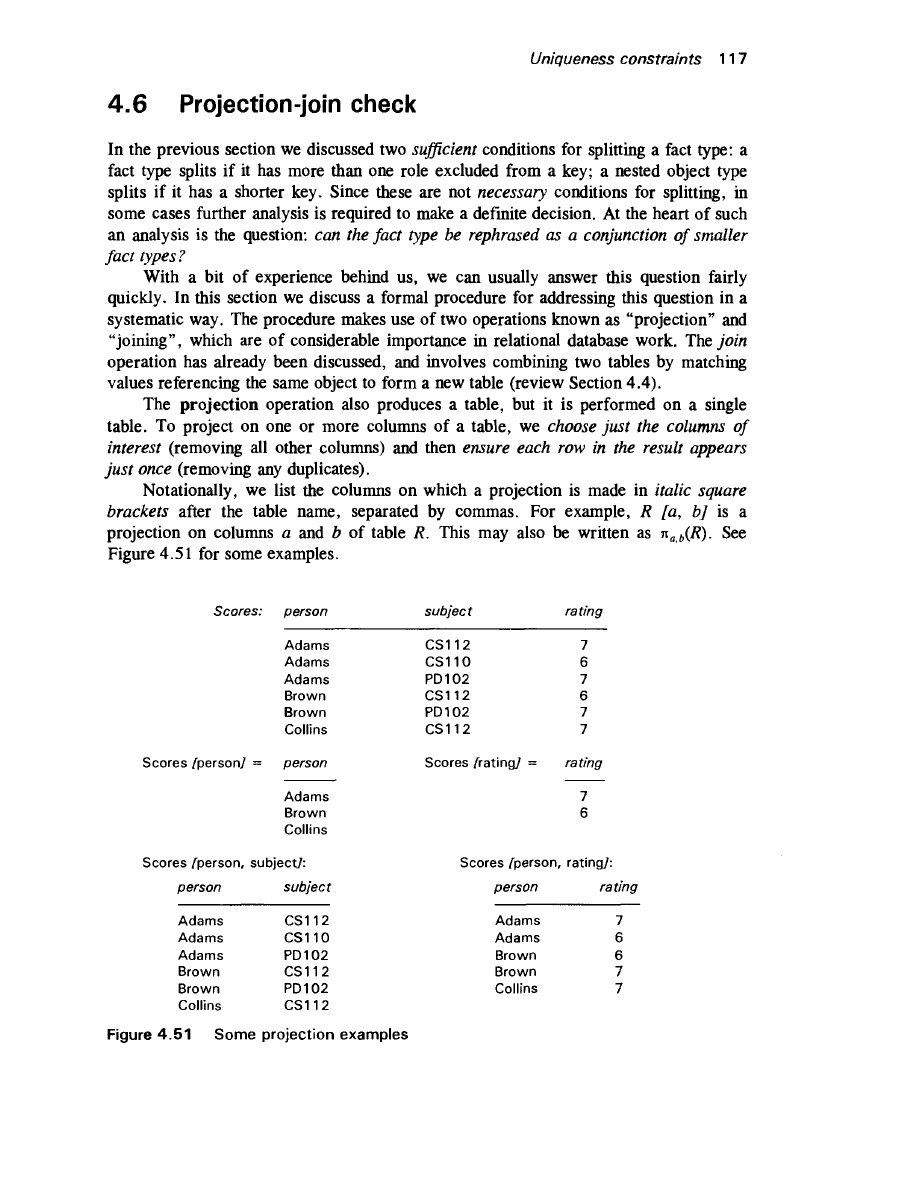 Uniqueness constraints 117
4.6 Projection-join check
In the previous section we discussed two sufficient conditions for splitting a fact type: a
fact type splits if it has more than one role excluded from a key; a nested object type
splits if it has a shorter key. Since these are not necessary conditions for splitting, in
some cases further analysis is required to make a definite decision. At the heart of such
an analysis is the question: can the fact type be rephrased as a conjunction of smaller
fact types?
With a bit of experience behind us, we can usually answer this question fairly
quickly. In this section we discuss a formal procedure for addressing this question in a
systematic way. The procedure makes use of two operations known as “projection” and
“joining”, which are of considerable importance in relational database work. The join
operation has already been discussed, and involves combining two tables by matching
values referencing the same object to form a new table (review Section 4.4).
The projection operation also produces a table, but it is performed on a single
table. To project on one or more columns of a table, we choose just the columns of
interest (removing all other columns) and then ensure each row in the result appears
just once (removing any duplicates).
Notationally, we list the columns on which a projection is made in italic square
brackets after the table name, separated by commas. For example, R [a, b] is a
projection on columns a and b of table R. This may also be written as π a,b(R). See
Figure 4.51 for some examples.
Scores: person subject rating
Adams CS112 7
Adams CS110 6
Adams PD102 7
Brown CS112 6
Brown PD102 7
Collins CS112 7
Scores [person] = person Scores [rating] = rating
Adams 7
Brown 6
Collins
Scores [person, subject]: Scores [person, rating]:
person subject person rating
Adams CS112 Adams 7
Adams CS110 Adams 6
Adams PD102 Brown 6
Brown CS112 Brown 7
Brown PD102 Collins 7
Collins CS112
Figure 4.51 Some projection examples